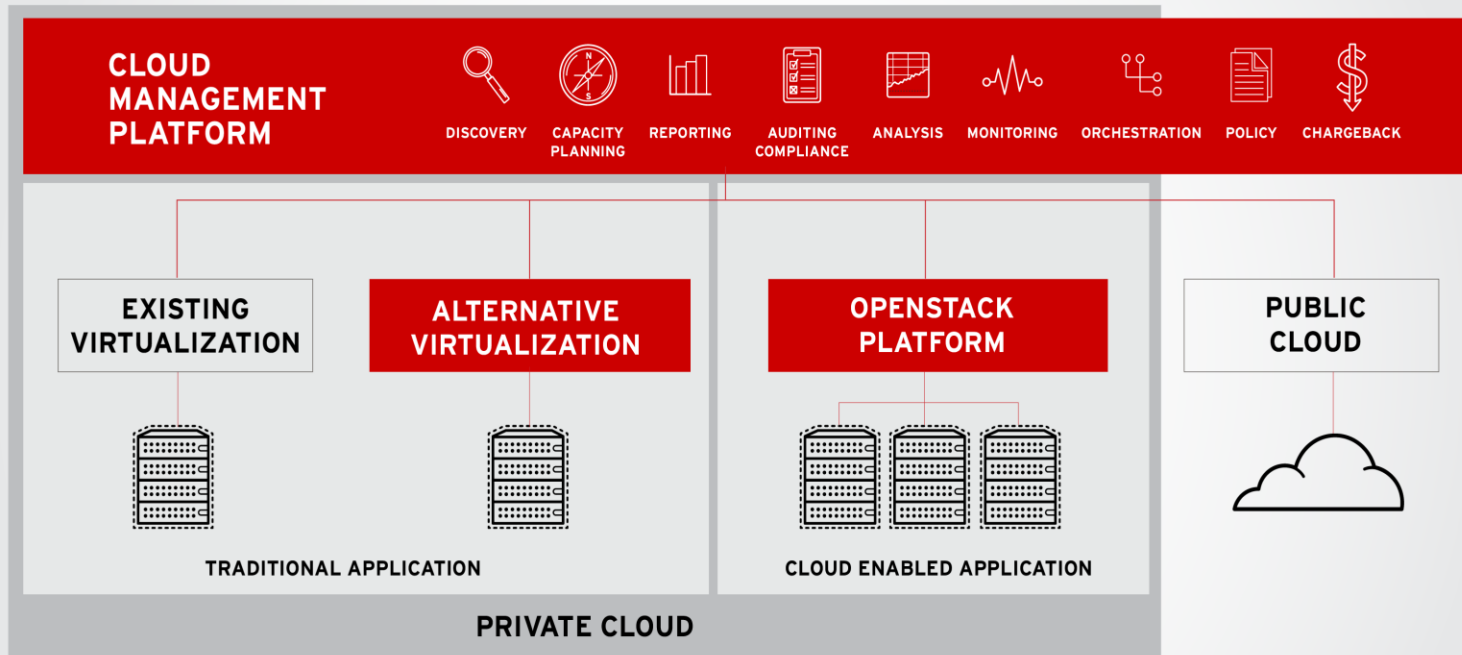 CLOUD
MANAGEMENT
PLATFORM
DISCOVERY
CAPACITY
PLANNING
REPORTING
AUDITING
COMPLIANCE
ANALYSIS
MONITORING
ORCHESTRATION
POLICY
CHARGEBACK
N
S
EXISTING
VIRTUALIZATION
ALTERNATIVE
VIRTUALIZATION
OPENSTACK
PLATFORM
PUBLIC
CLOUD
TRADITIONAL APPLICATION
CLOUD ENABLED APPLICATION
PRIVATE CLOUD